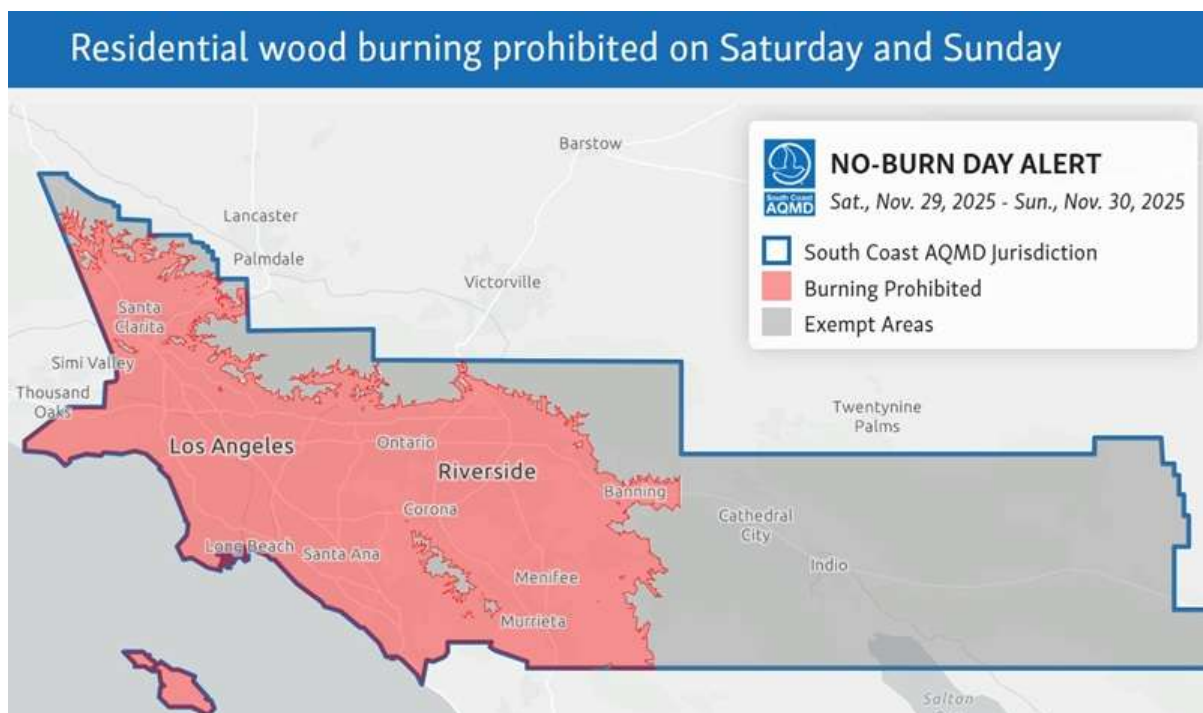 Residential wood burning prohibited on Saturday and Sunday
Barstow
NO-BURN DAY ALERT
South Coast
AQMD
Sat., Nov. 29, 2025 - Sun., Nov. 30, 2025
South Coast AQMD Jurisdiction
Burning Prohibited
Exempt Areas
Lancaster
Palmdale
Victorville
Santa
Clarita
Simi Valley
Thousand
Oaks
Twentynine
Palms
Los Angeles
Ontario
Riverside
Banning
Corona
Cathedral
City
Long Beach
Santa Ana
Indio
Menifee
Murrieta
Salton